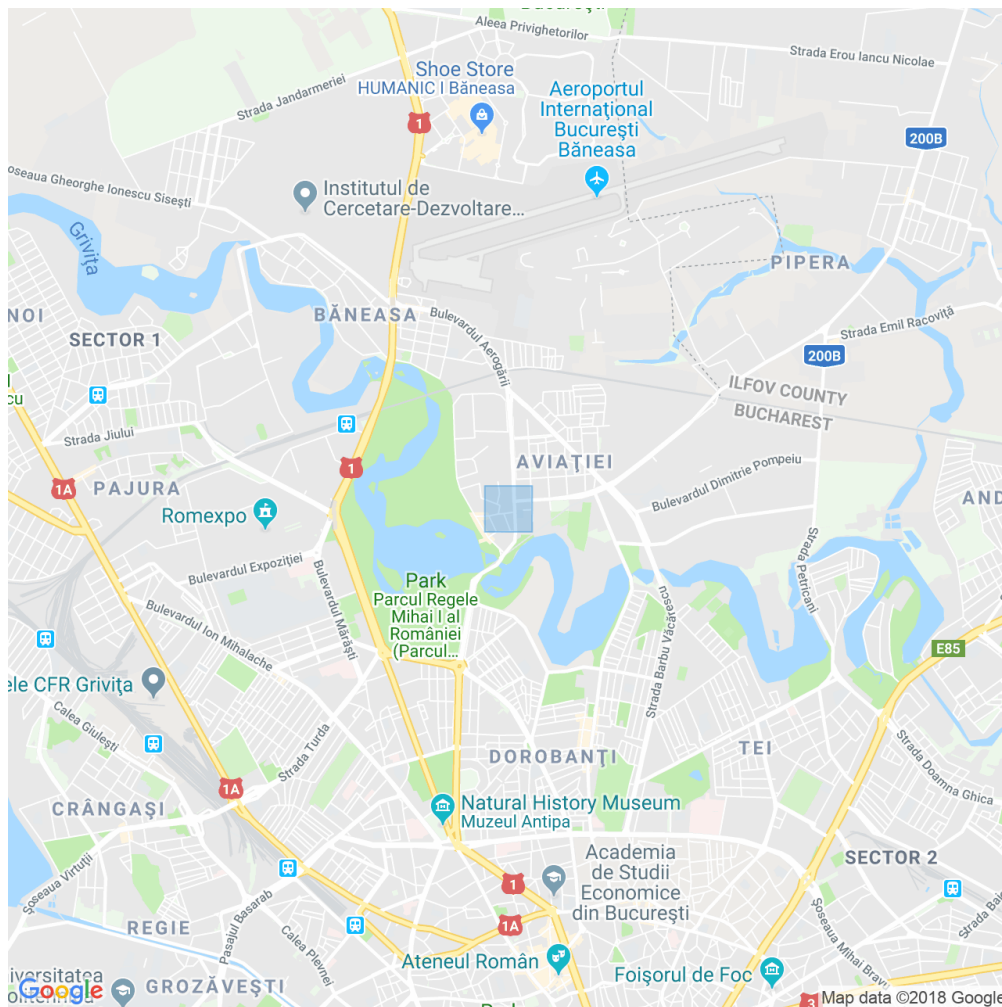 București
Aleea Privighetorilor
Strada Erou Iancu Nicolae
Shoe Store
HUMANIC I Băneasa
Strada Jandarmeriei
Aeroportul
Internațional
București
Băneasa
1
200B
Șoseaua Gheorghe Ionescu Sisești
Institutul de
Cercetare-Dezvoltare...
Grivița
PIPERA
NOI
BĂNEASA
Bulevardul Aerogării
Strada Emil Racoviță
SECTOR 1
200B
cu
ILFOV COUNTY
BUCHAREST
Strada Jiului
AVIAȚIEI
1
1A
PAJURA
Bulevardul Dimitrie Pompeiu
AND
Romexpo
Strada Petricani
Bulevardul Expoziției
Bulevardul Mărăști
Park
Parcul Regele
Mihai I al
României
(Parcul...
Bulevardul Ion Mihalache
Strada Barbu Văcărescu
E85
ele CFR Grivița
Calea Giulești
Strada Turda
DOROBANȚI
TEI
Strada Doamna Ghica
1A
CRÂNGAȘI
Natural History Museum
Muzeul Antipa
Șoseaua Virtuții
Academia
de Studii
Economice
din București
SECTOR 2
1
1A
REGIE
Pasajul Basarab
Calea Plevnei
Șoseaua Mihai Bravu
Ateneul Român
Foișorul de Foc
GROZĂVEȘTI
Google
3
Map data ©2018 Google